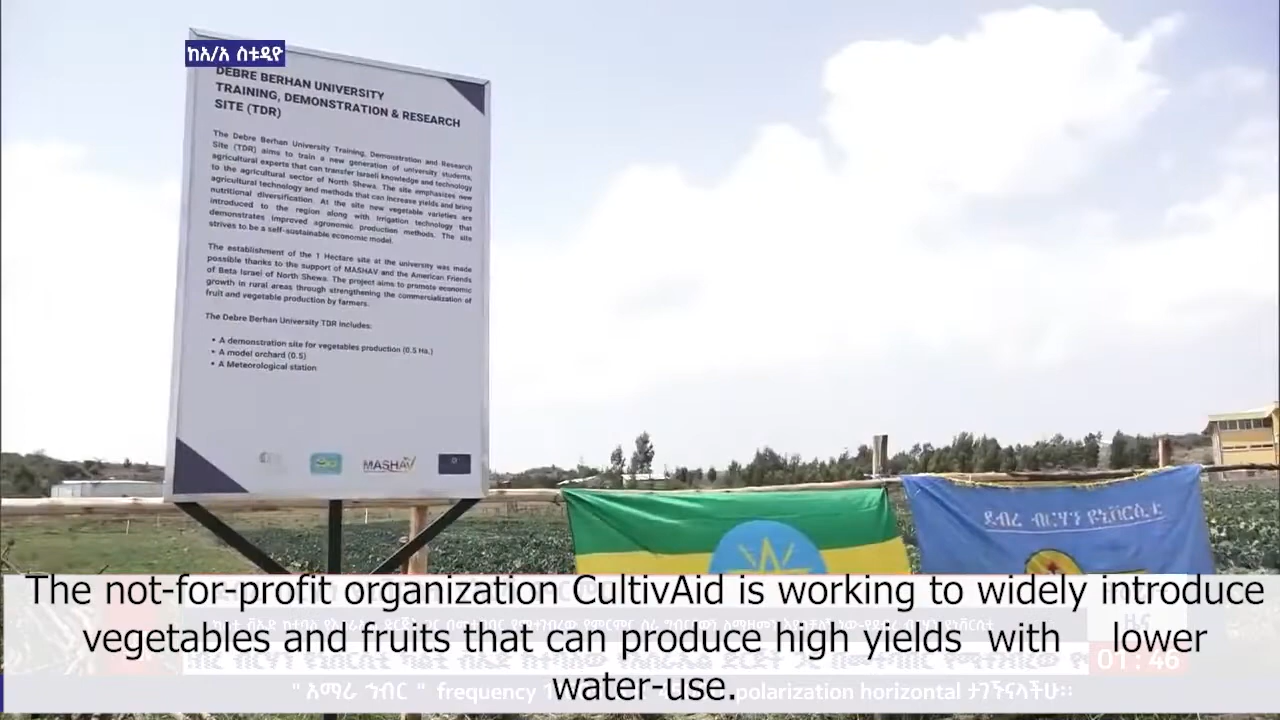 ከአ/አ ስቱዲዮ
DEBRE BERHAN UNIVERSITY
TRAINING, DEMONSTRATION & RESEARCH
SITE (TDR)
The Debre Berhan University Training, Demonstration and Research
Site (TDR) aims to train a new generation of university students,
agricultural experts that can transfer Israeli knowledge and technology
to the agricultural sector of North Shewa. The site emphasizes new
agricultural technology and methods that can increase yields and bring
nutritional diversification. At the site new vegetable varieties are
introduced to the region along with irrigation technology that
demonstrates improved agronomic production methods. The site
strives to be a self-sustainable economic model.
The establishment of the 1 Hectare site at the university was made
possible thanks to the support of MASHAV and the American Friends
of Beta Israel of North Shewa. The project aims to promote economic
growth in rural areas through strengthening the commercialization of
fruit and vegetable production by farmers.
The Debre Berhan University TDR includes:
• A demonstration site for vegetables production (0.5 Ha.)
• A model orchard (0.5)
• A Meteorological station
MASHAV
ደብረ ብርሃን ዩኒቨርሲቲ
The not-for-profit organization CultivAid is working to widely introduce
vegetables and fruits that can produce high yields with lower
water-use.
ዜና
01:46
" አማራ ኅብር " frequency polarization horizontal ታገኙናላችሁ፡፡